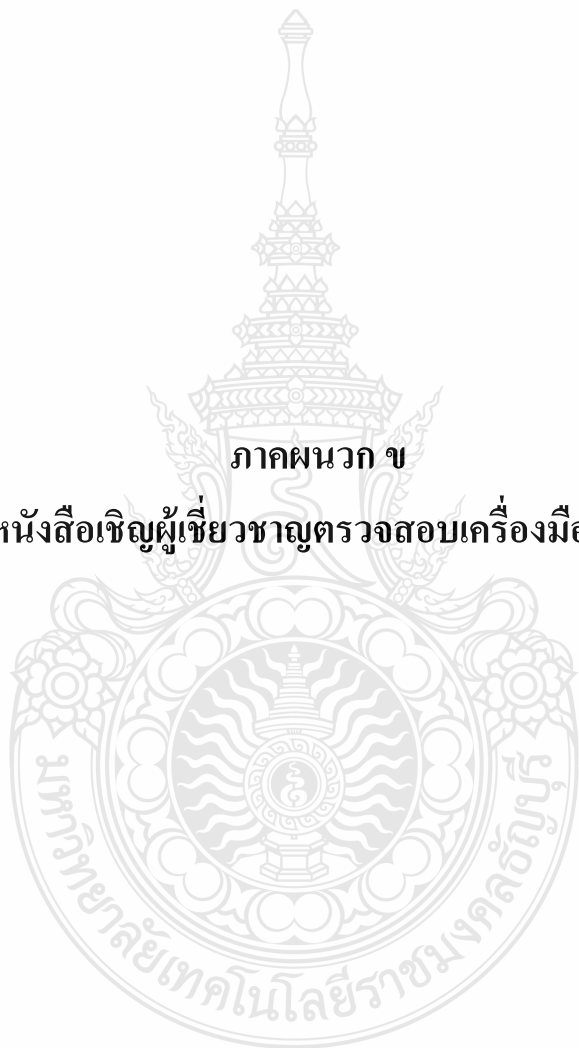 ภาคผนวก ข
หนังสือเชิญผู้เชี่ยวชาญตรวจสอบเครื่องมือ
มหาวิทยาลัยเทคโนโลยีราชมงคลธัญบุรี